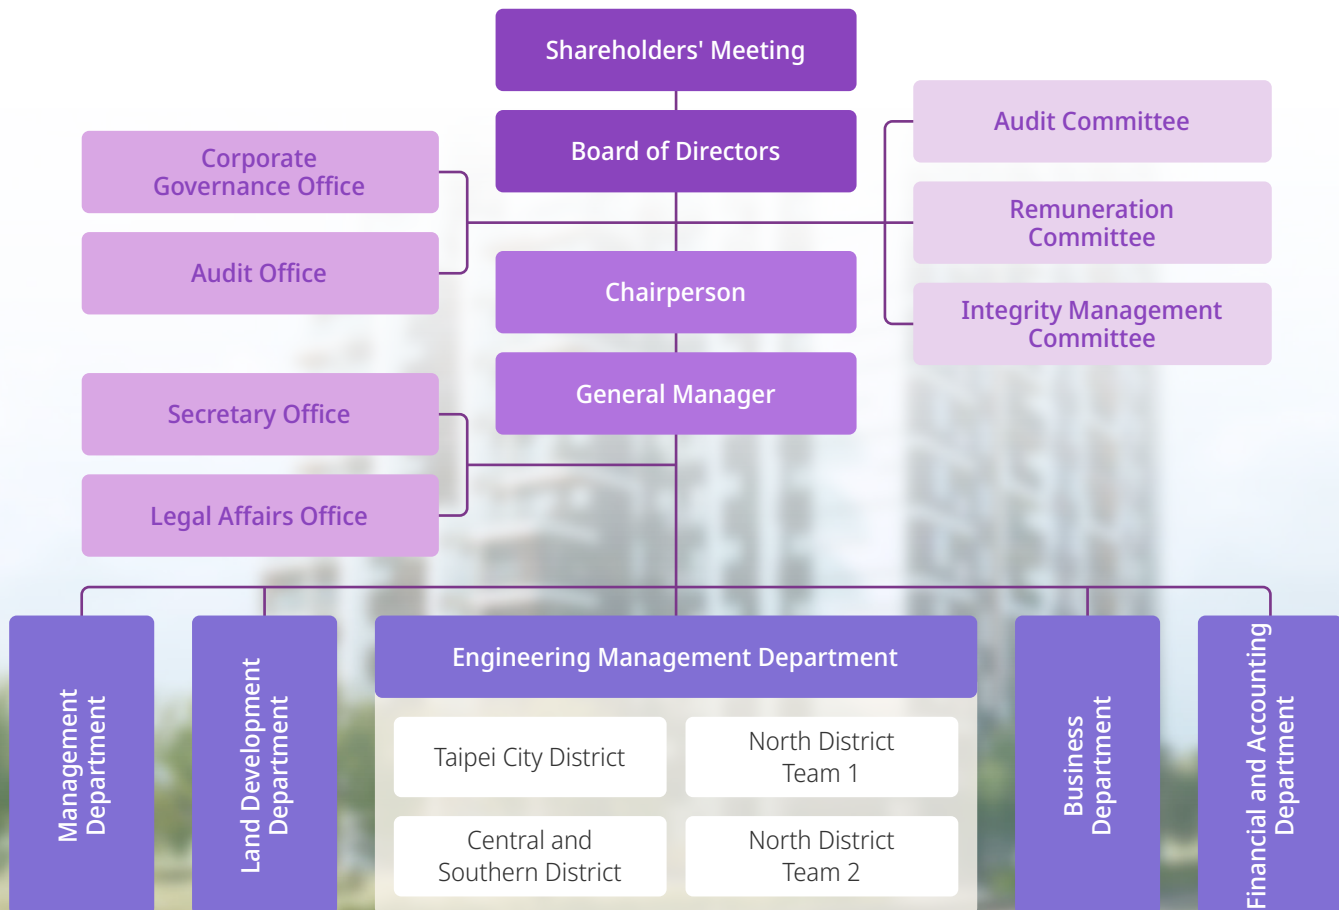 Shareholders' Meeting
Board of Directors
Audit Committee
Corporate
Governance Office
Remuneration
Committee
Audit Office
Chairperson
Integrity Management
Committee
General Manager
Secretary Office
Legal Affairs Office
Management
Department
Land Development
Department
Engineering Management Department
Taipei City District
North District
Team 1
Central and
Southern District
North District
Team 2
Business
Department
Financial and Accounting
Department